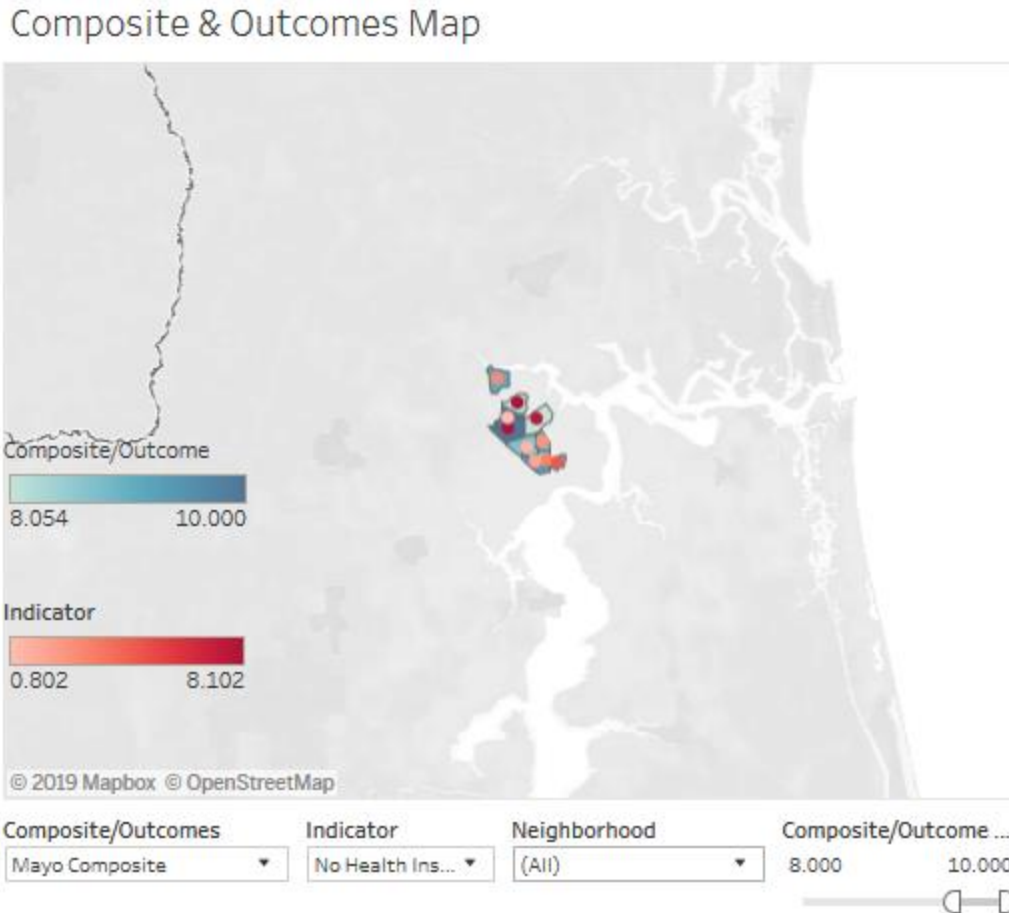 Composite & Outcomes Map
Composite/Outcome
8.054 10.000
Indicator
0.802 8.102
© 2019 Mapbox © OpenStreetMap
Composite/Outcomes Indicator Neighborhood Composite/Outcome ...
Mayo Composite No Health Ins... (All) 8.000 10.000